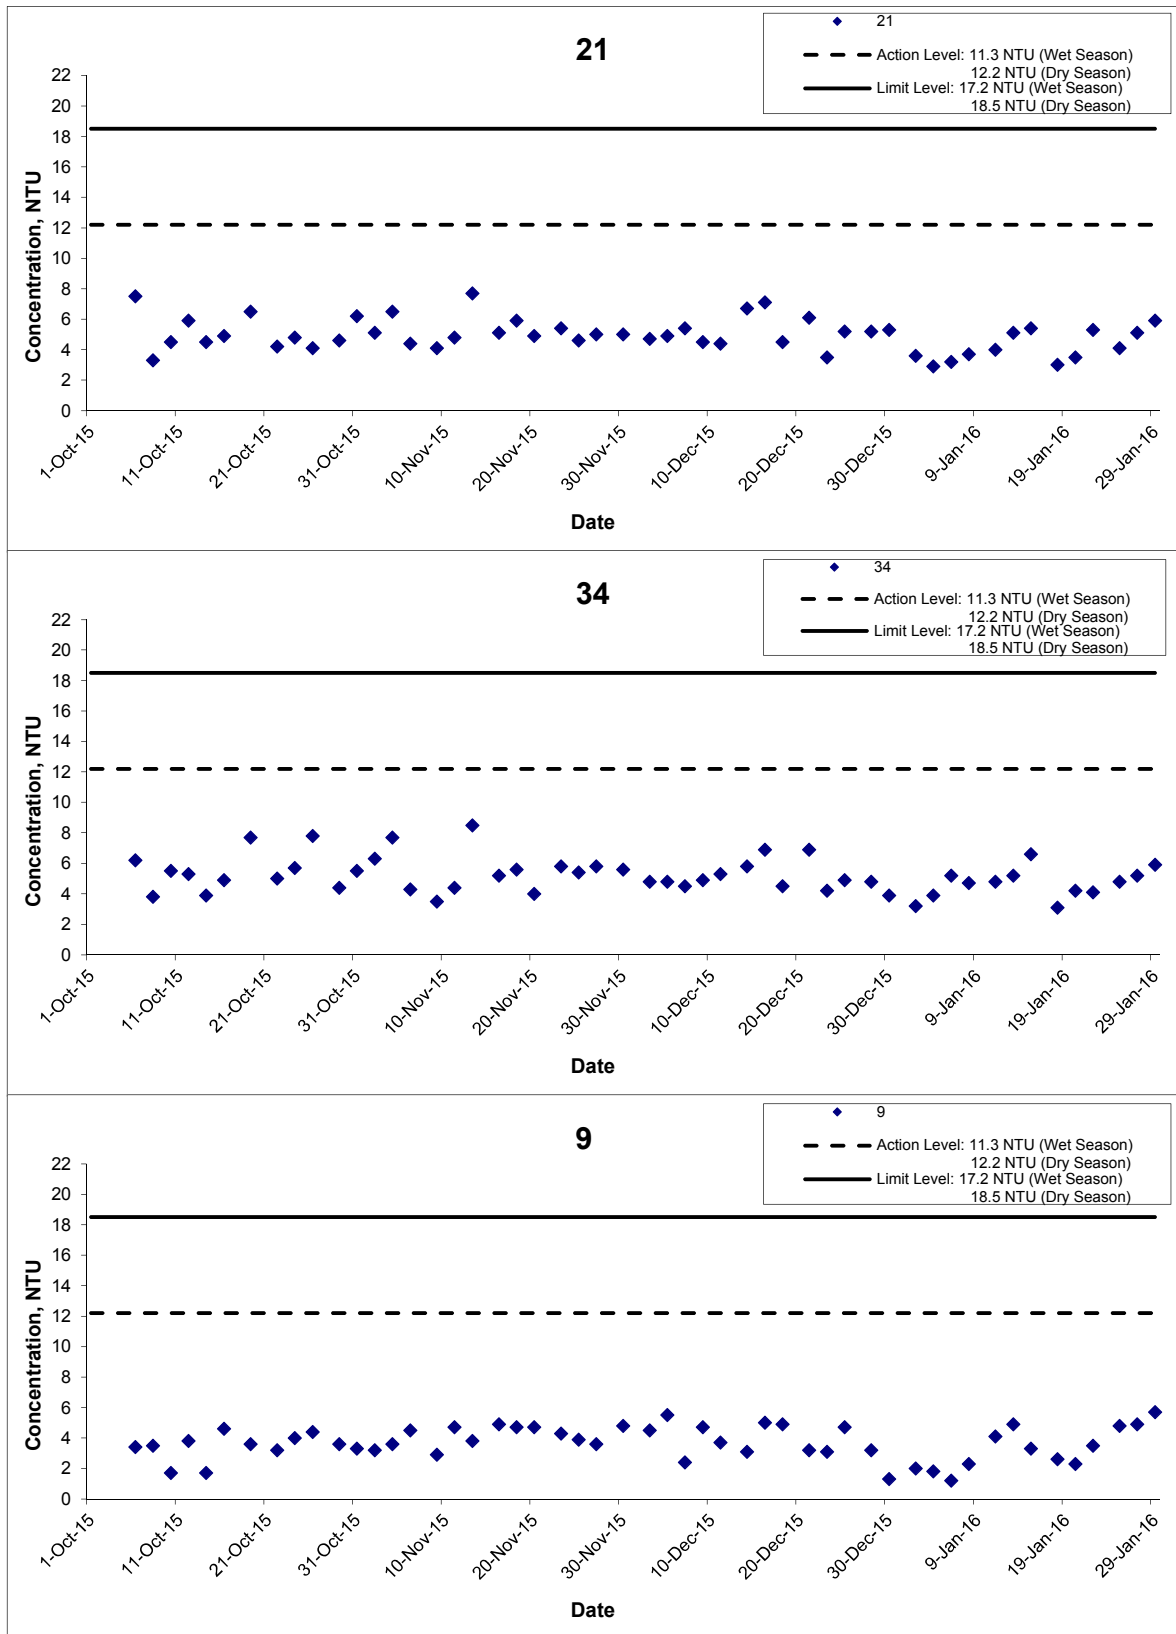 21
21
Action Level: 11.3 NTU (Wet Season)
12.2 NTU (Dry Season)
Limit Level: 17.2 NTU (Wet Season)
18.5 NTU (Dry Season)
Concentration, NTU
22
20
18
16
14
12
10
8
6
4
2
0
1-Oct-15
11-Oct-15
21-Oct-15
31-Oct-15
10-Nov-15
20-Nov-15
30-Nov-15
10-Dec-15
20-Dec-15
30-Dec-15
9-Jan-16
19-Jan-16
29-Jan-16
Date
34
34
Action Level: 11.3 NTU (Wet Season)
12.2 NTU (Dry Season)
Limit Level: 17.2 NTU (Wet Season)
18.5 NTU (Dry Season)
Concentration, NTU
22
20
18
16
14
12
10
8
6
4
2
0
1-Oct-15
11-Oct-15
21-Oct-15
31-Oct-15
10-Nov-15
20-Nov-15
30-Nov-15
10-Dec-15
20-Dec-15
30-Dec-15
9-Jan-16
19-Jan-16
29-Jan-16
Date
9
9
Action Level: 11.3 NTU (Wet Season)
12.2 NTU (Dry Season)
Limit Level: 17.2 NTU (Wet Season)
18.5 NTU (Dry Season)
Concentration, NTU
22
20
18
16
14
12
10
8
6
4
2
0
1-Oct-15
11-Oct-15
21-Oct-15
31-Oct-15
10-Nov-15
20-Nov-15
30-Nov-15
10-Dec-15
20-Dec-15
30-Dec-15
9-Jan-16
19-Jan-16
29-Jan-16
Date